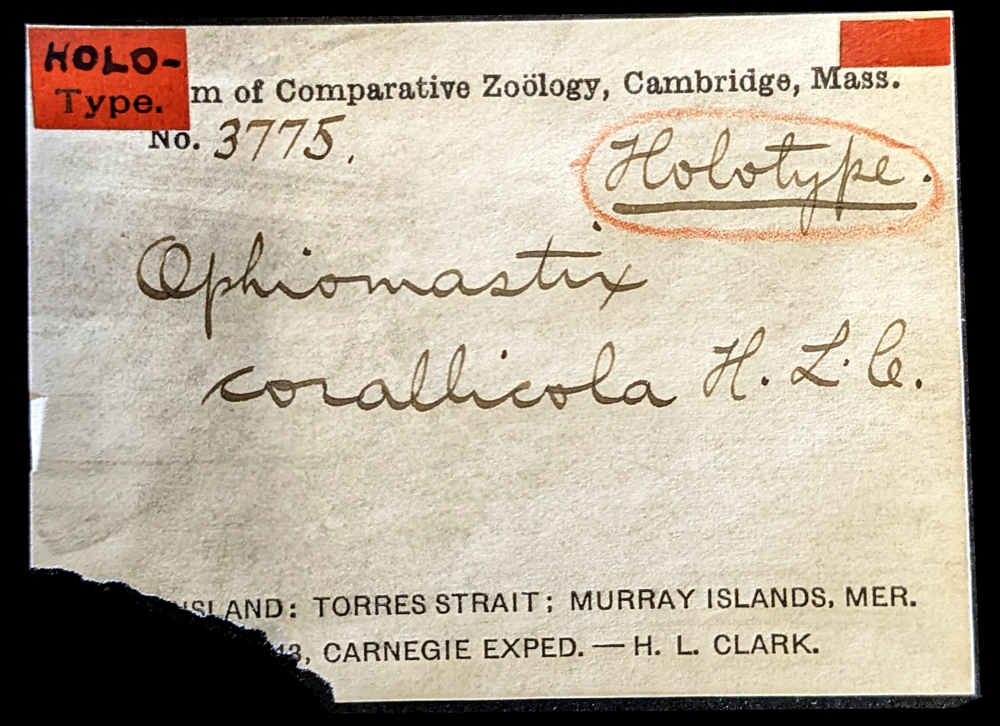 HOLO-
Type.
m of Comparative Zoölogy, Cambridge, Mass.
No. 3775.
Holotype.
Ophiomastix
corallicola H. L. C.
SLAND: TORRES STRAIT; MURRAY ISLANDS, MER.
13, CARNEGIE EXPED. — H. L. CLARK.